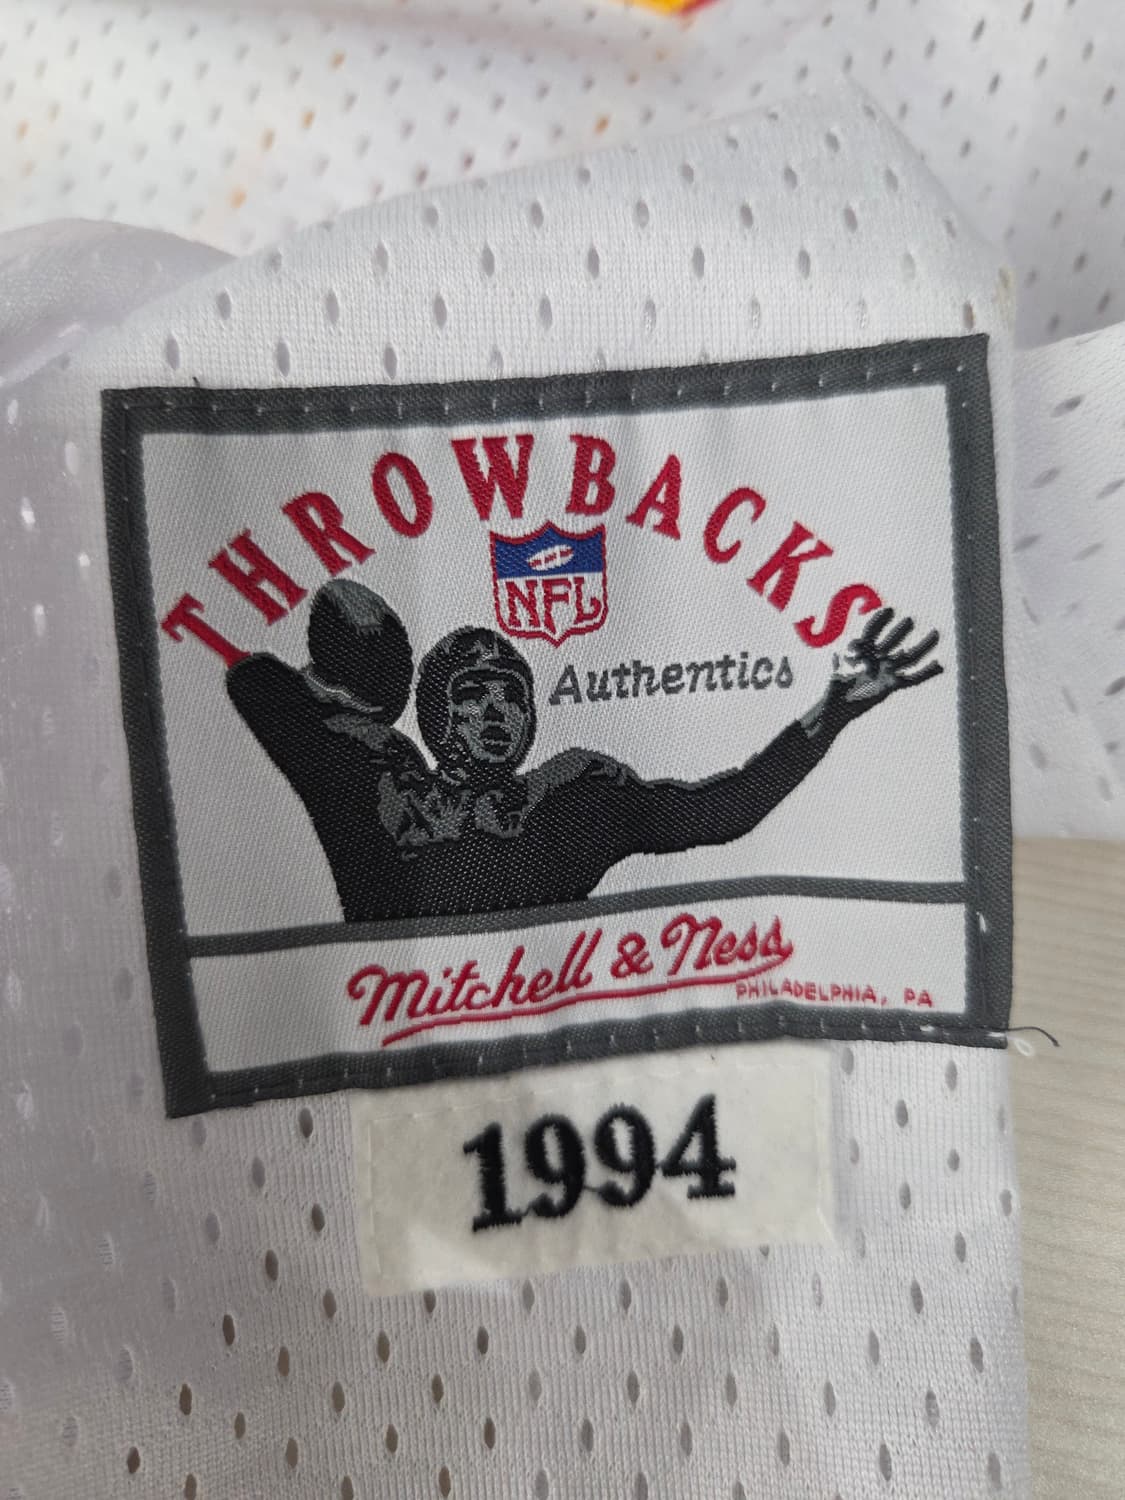 THROWBACKS
NFL
Authentics
Mitchell & Ness
PHILADELPHIA, PA
1994